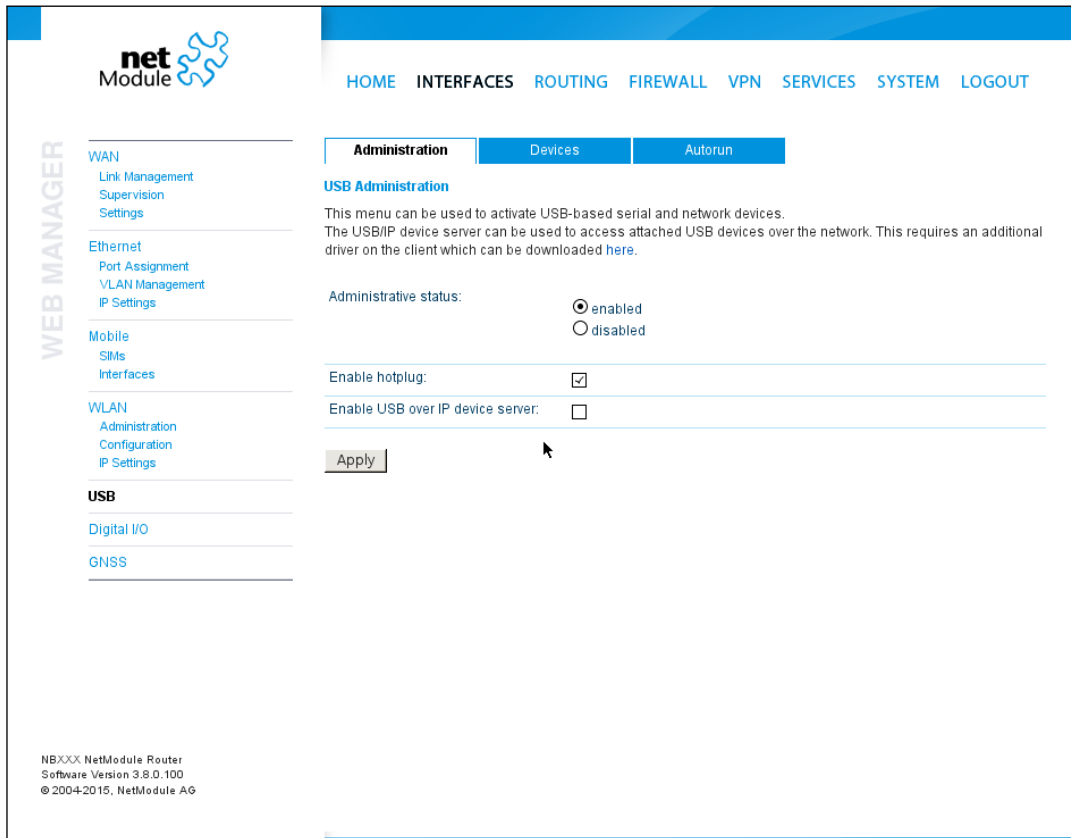 net
Module
HOME INTERFACES ROUTING FIREWALL VPN SERVICES SYSTEM LOGOUT
WEB MANAGER
WAN
Link Management
Supervision
Settings
Ethernet
Port Assignment
VLAN Management
IP Settings
Mobile
SIMs
Interfaces
WLAN
Administration
Configuration
IP Settings
USB
Digital I/O
GNSS
Administration Devices Autorun
USB Administration
This menu can be used to activate USB-based serial and network devices.
The USB/IP device server can be used to access attached USB devices over the network. This requires an additional
driver on the client which can be downloaded here.
Administrative status:
enabled
disabled
Enable hotplug:
Enable USB over IP device server:
Apply
NBXXX NetModule Router
Software Version 3.8.0.100
© 2004-2015, NetModule AG